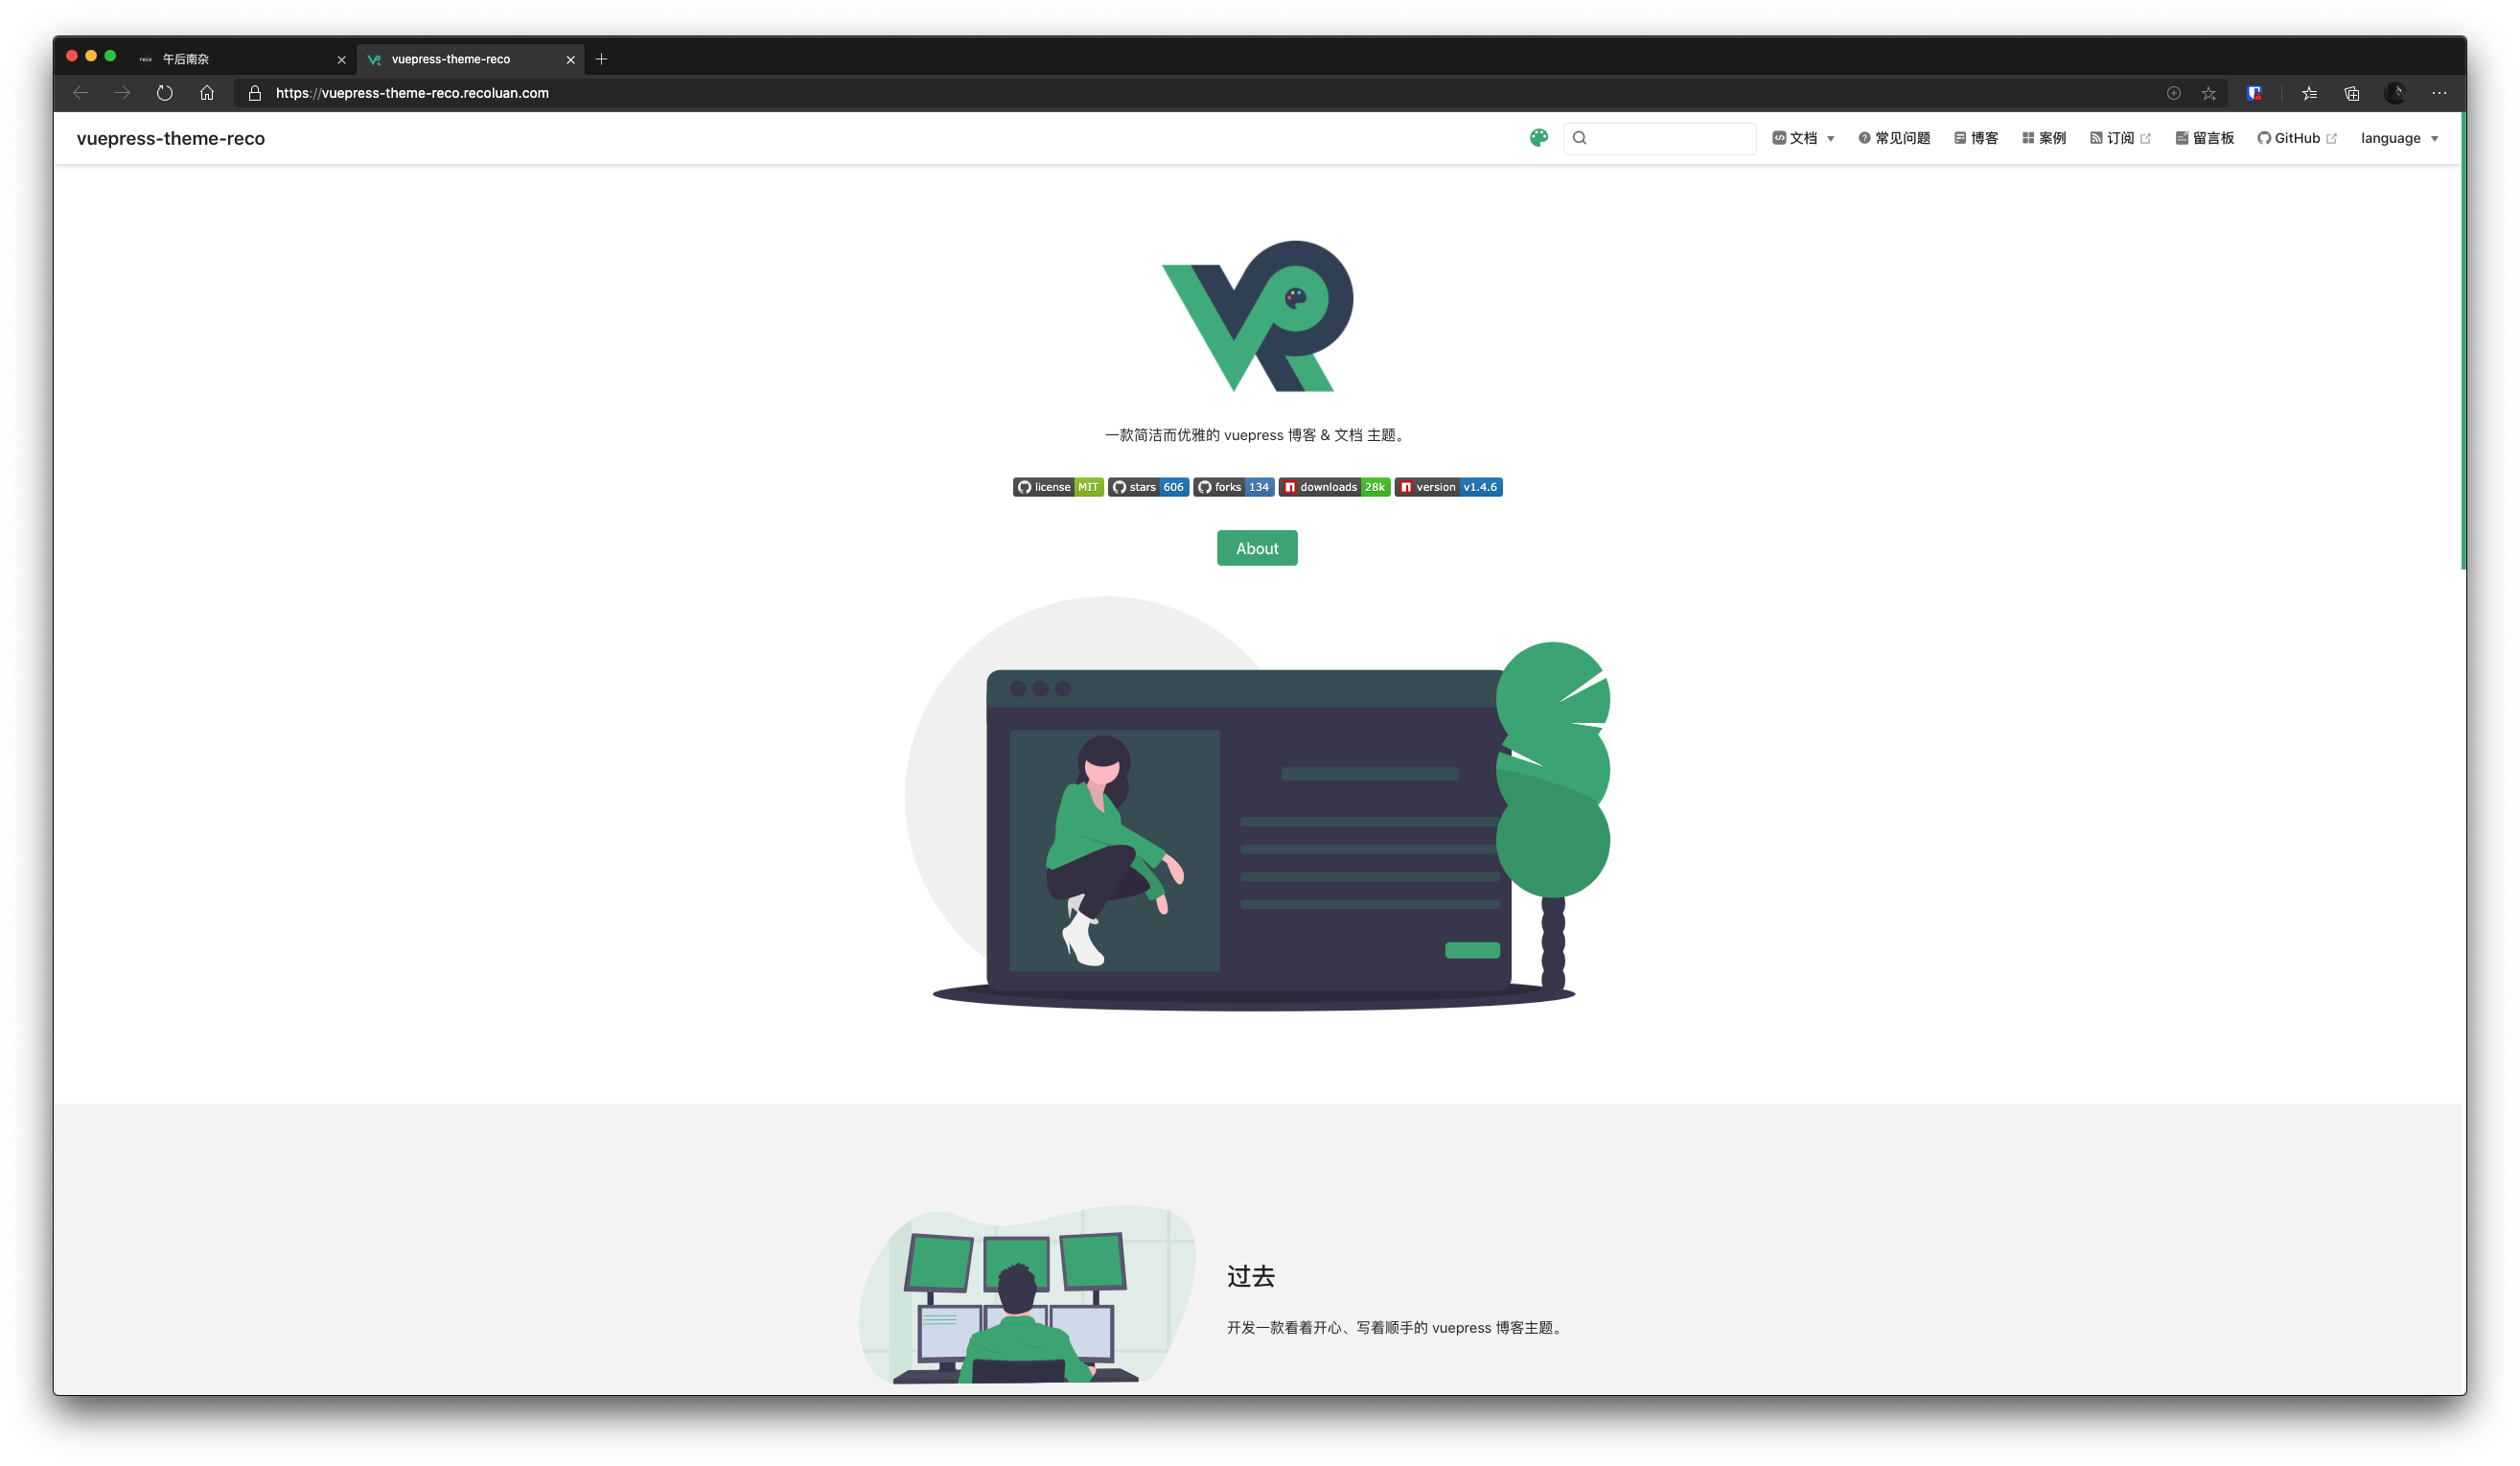 reco 午后南杂
vuepress-theme-reco
https://vuepress-theme-reco.recoluan.com
vuepress-theme-reco
文档 常见问题 博客 案例 订阅 留言板 GitHub language
一款简洁而优雅的 vuepress 博客 & 文档 主题。
license MIT stars 606 forks 134 downloads 28k version v1.4.6
About
过去
开发一款看着开心、写着顺手的 vuepress 博客主题。